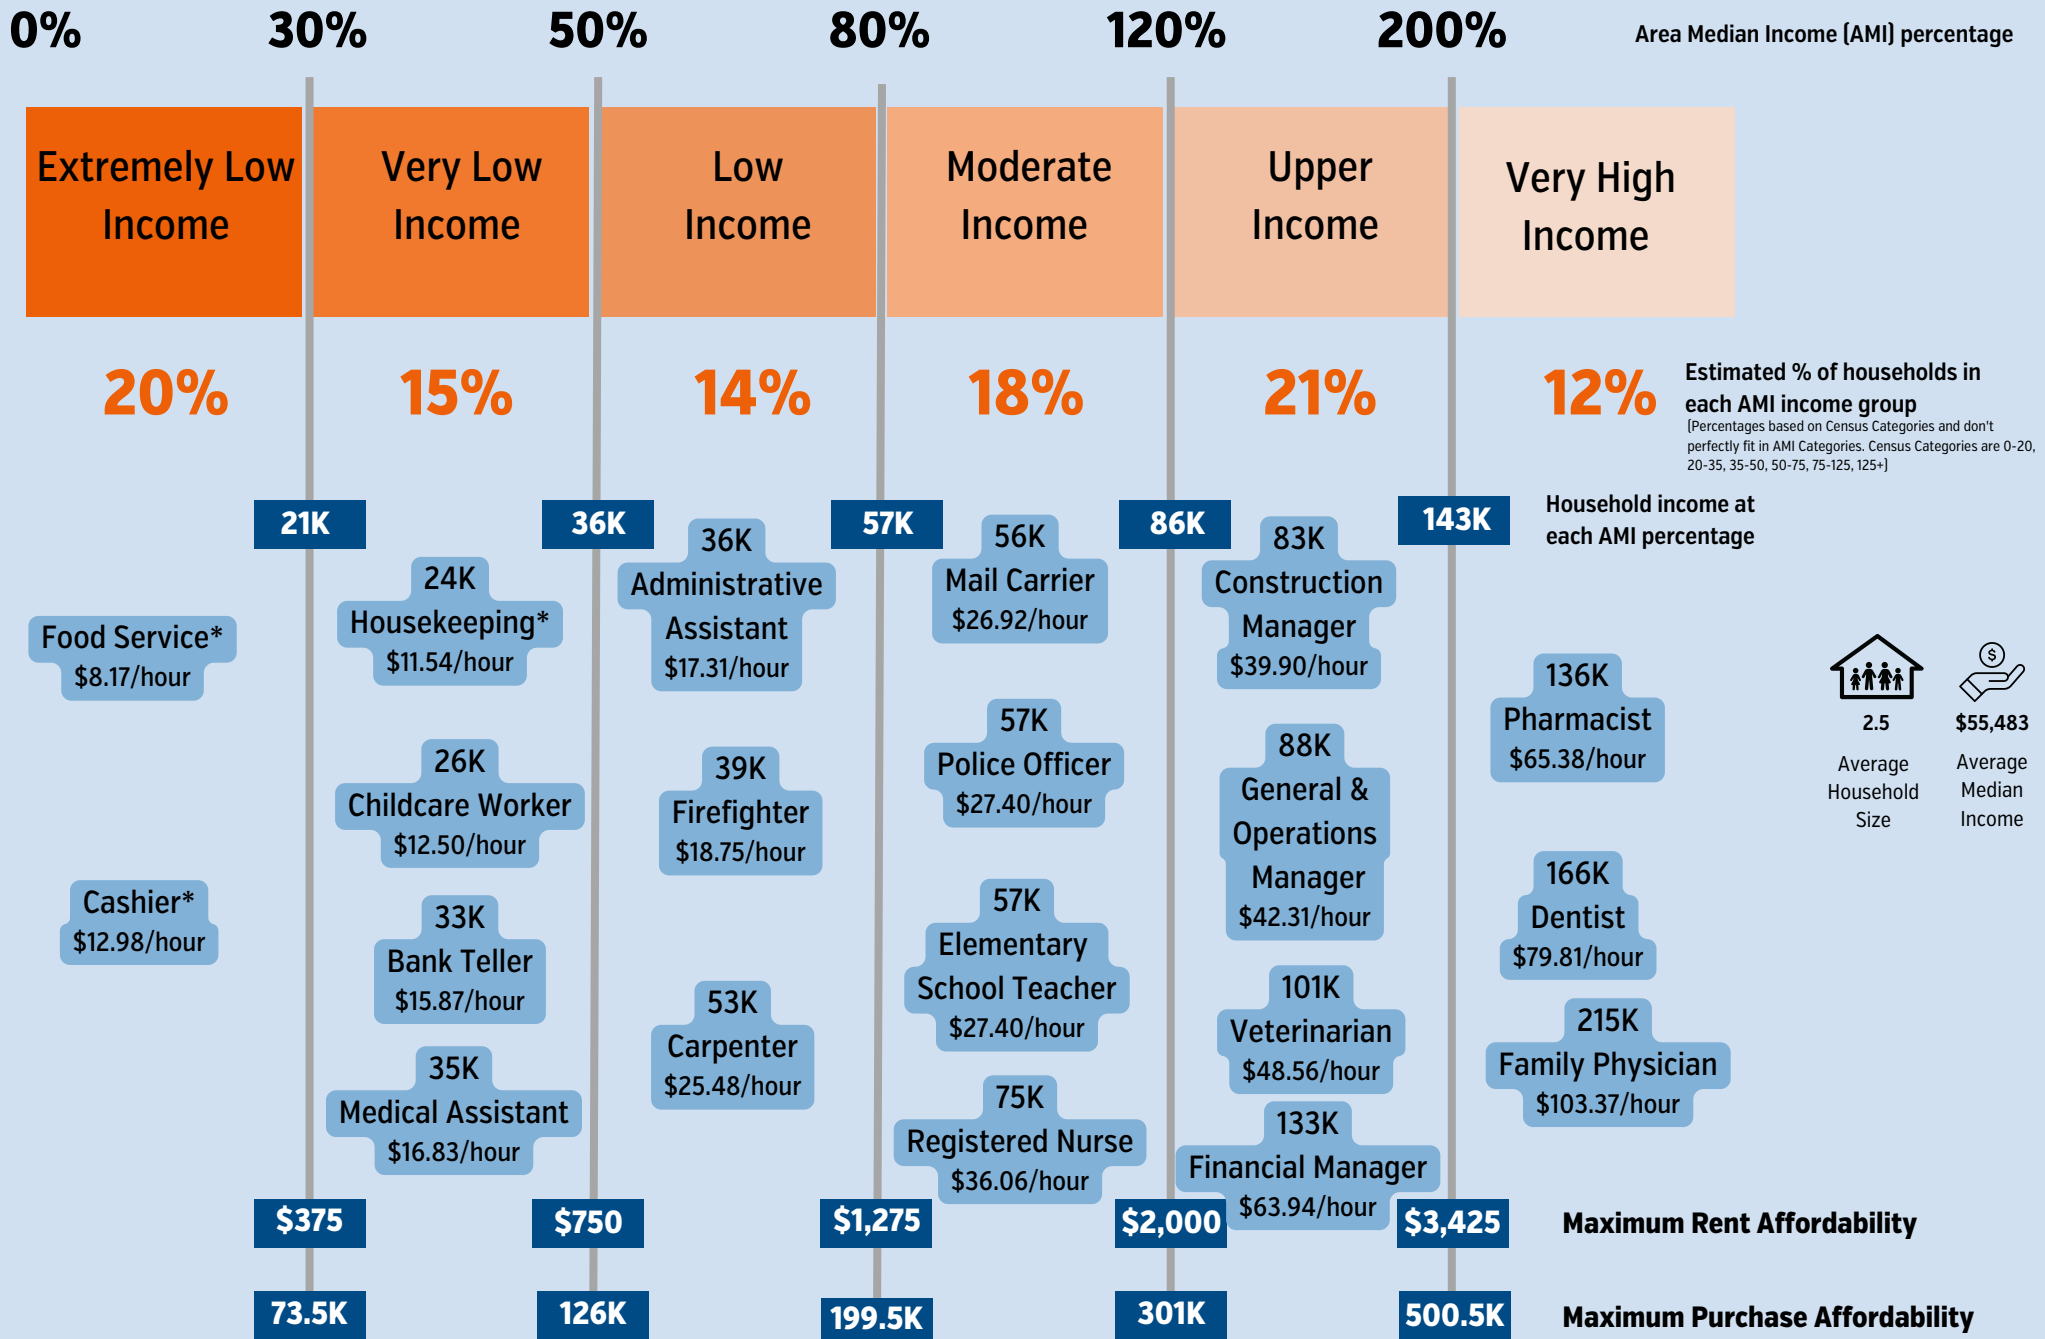 0%
30%
50%
80%
120%
200%
Area Median Income (AMI) percentage
Extremely Low
Income
Very Low
Income
Low
Income
Moderate
Income
Upper
Income
Very High
Income
20%
15%
14%
18%
21%
12%
Estimated % of households in
each AMI income group
(Percentages based on Census Categories and don't
perfectly fit in AMI Categories. Census Categories are 0-20,
20-35, 35-50, 50-75, 75-125, 125+)
21K
36K
57K
86K
143K
Household income at
each AMI percentage
Food Service*
$8.17/hour
Cashier*
$12.98/hour
24K
Housekeeping*
$11.54/hour
26K
Childcare Worker
$12.50/hour
33K
Bank Teller
$15.87/hour
35K
Medical Assistant
$16.83/hour
36K
Administrative
Assistant
$17.31/hour
39K
Firefighter
$18.75/hour
53K
Carpenter
$25.48/hour
56K
Mail Carrier
$26.92/hour
57K
Police Officer
$27.40/hour
57K
Elementary
School Teacher
$27.40/hour
75K
Registered Nurse
$36.06/hour
83K
Construction
Manager
$39.90/hour
88K
General &
Operations
Manager
$42.31/hour
101K
Veterinarian
$48.56/hour
133K
Financial Manager
$63.94/hour
136K
Pharmacist
$65.38/hour
166K
Dentist
$79.81/hour
215K
Family Physician
$103.37/hour
$
2.5
Average
Household
Size
$55,483
Average
Median
Income
$375
$750
$1,275
$2,000
$3,425
Maximum Rent Affordability
73.5K
126K
199.5K
301K
500.5K
Maximum Purchase Affordability